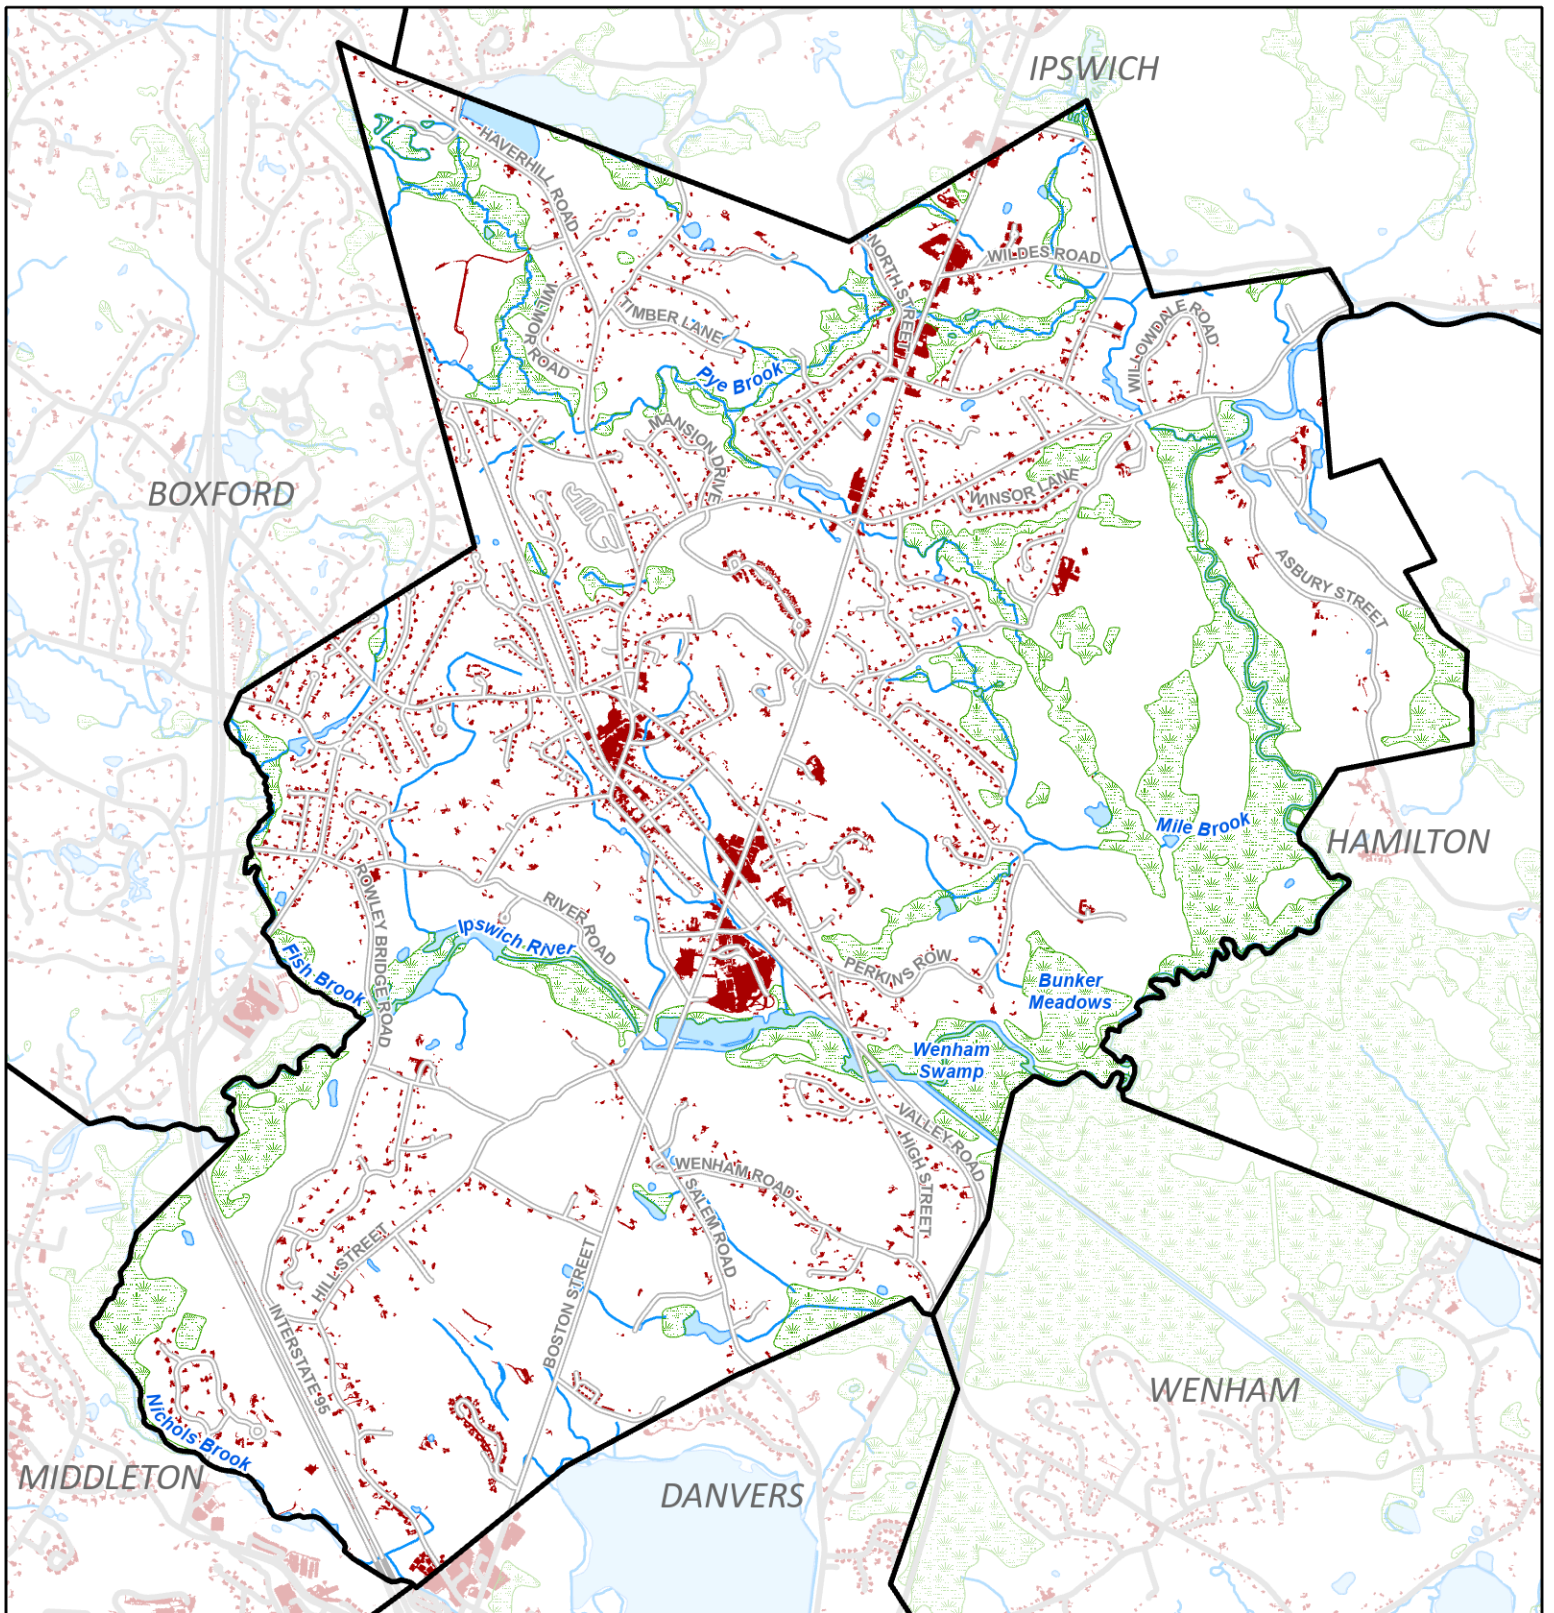 IPSWICH
HAVERHILL ROAD
NORTH STREET
WILDES ROAD
WILMOR ROAD
TIMBER LANE
WILLOWDALE ROAD
Pye Brook
MANSION DRIVE
BOXFORD
WINSOR LANE
ASBURY STREET
Mile Brook
HAMILTON
ROWLEY BRIDGE ROAD
RIVER ROAD
Ipswich River
Fish Brook
PERKINS ROW
Bunker
Meadows
Wenham
Swamp
VALLEY ROAD
HIGH STREET
WENHAM ROAD
SALEM ROAD
HILL STREET
BOSTON STREET
INTERSTATE 95
WENHAM
Nichols Brook
MIDDLETON
DANVERS